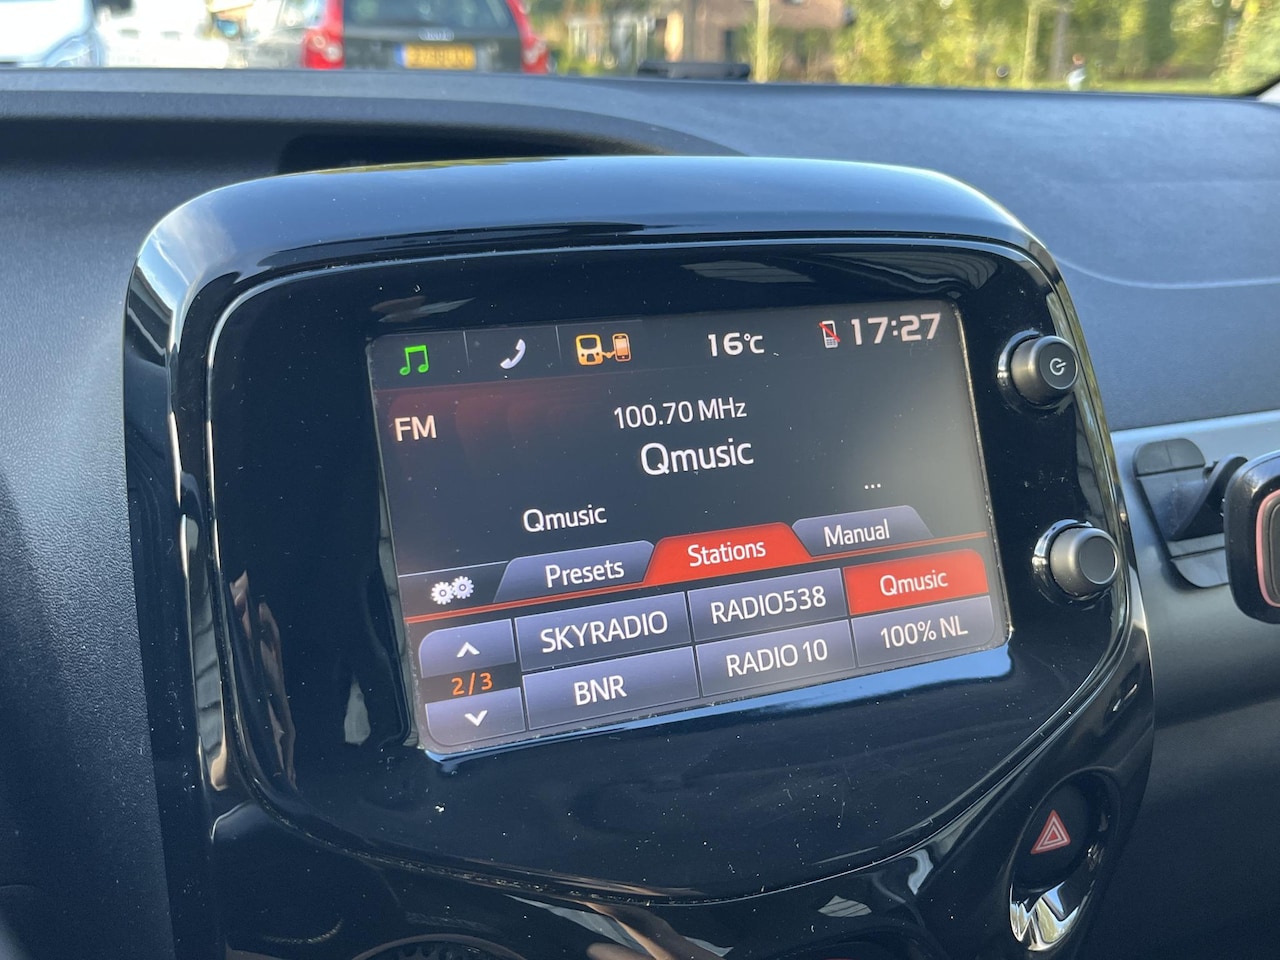 16°C 17:27
FM 100.70 MHz
Qmusic
...
Qmusic
Presets Stations Manual
SKYRADIO RADIO538 Qmusic
2/3
BNR RADIO 10 100% NL